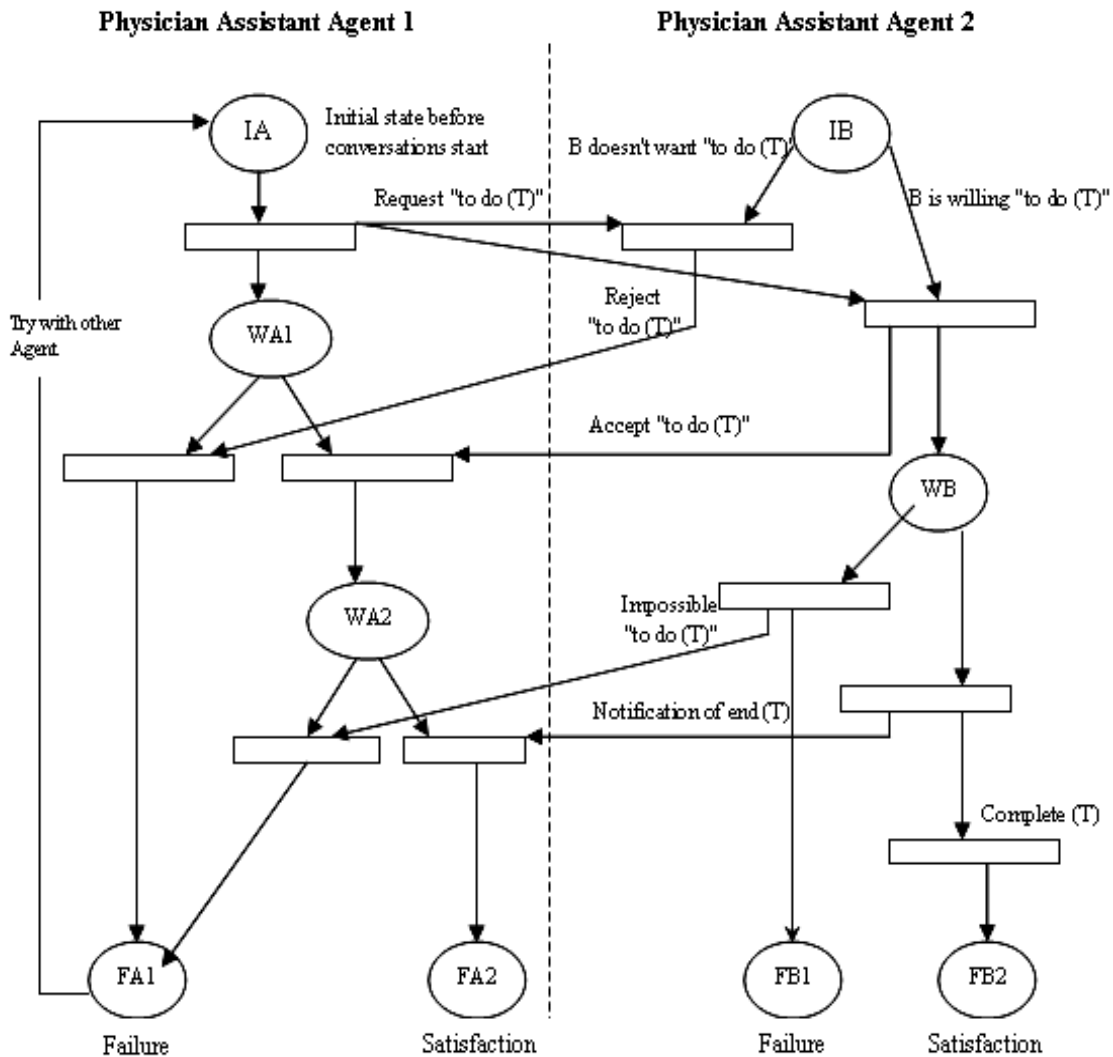 Physician Assistant Agent 1
Physician Assistant Agent 2
IA
Initial state before
conversations start
IB
B doesn't want "to do (T)"
Request "to do (T)"
B is willing "to do (T)"
Reject
"to do (T)"
Try with other
Agent
WA1
Accept "to do (T)"
WB
WA2
Impossible
"to do (T)"
Notification of end (T)
Complete (T)
FA1
FA2
FB1
FB2
Failure
Satisfaction
Failure
Satisfaction